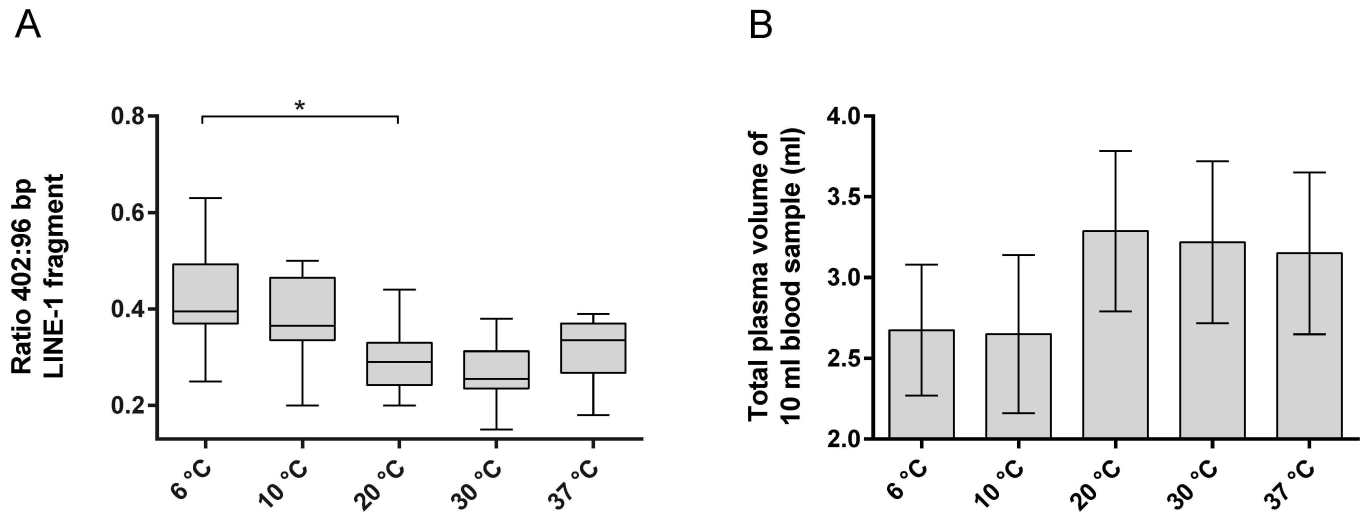 A
Ratio 402:96 bp
LINE-1 fragment
0.8
0.6
0.4
0.2
*
6 °C
10 °C
20 °C
30 °C
37 °C
B
Total plasma volume of
10 ml blood sample (ml)
4.0
3.5
3.0
2.5
2.0
6 °C
10 °C
20 °C
30 °C
37 °C